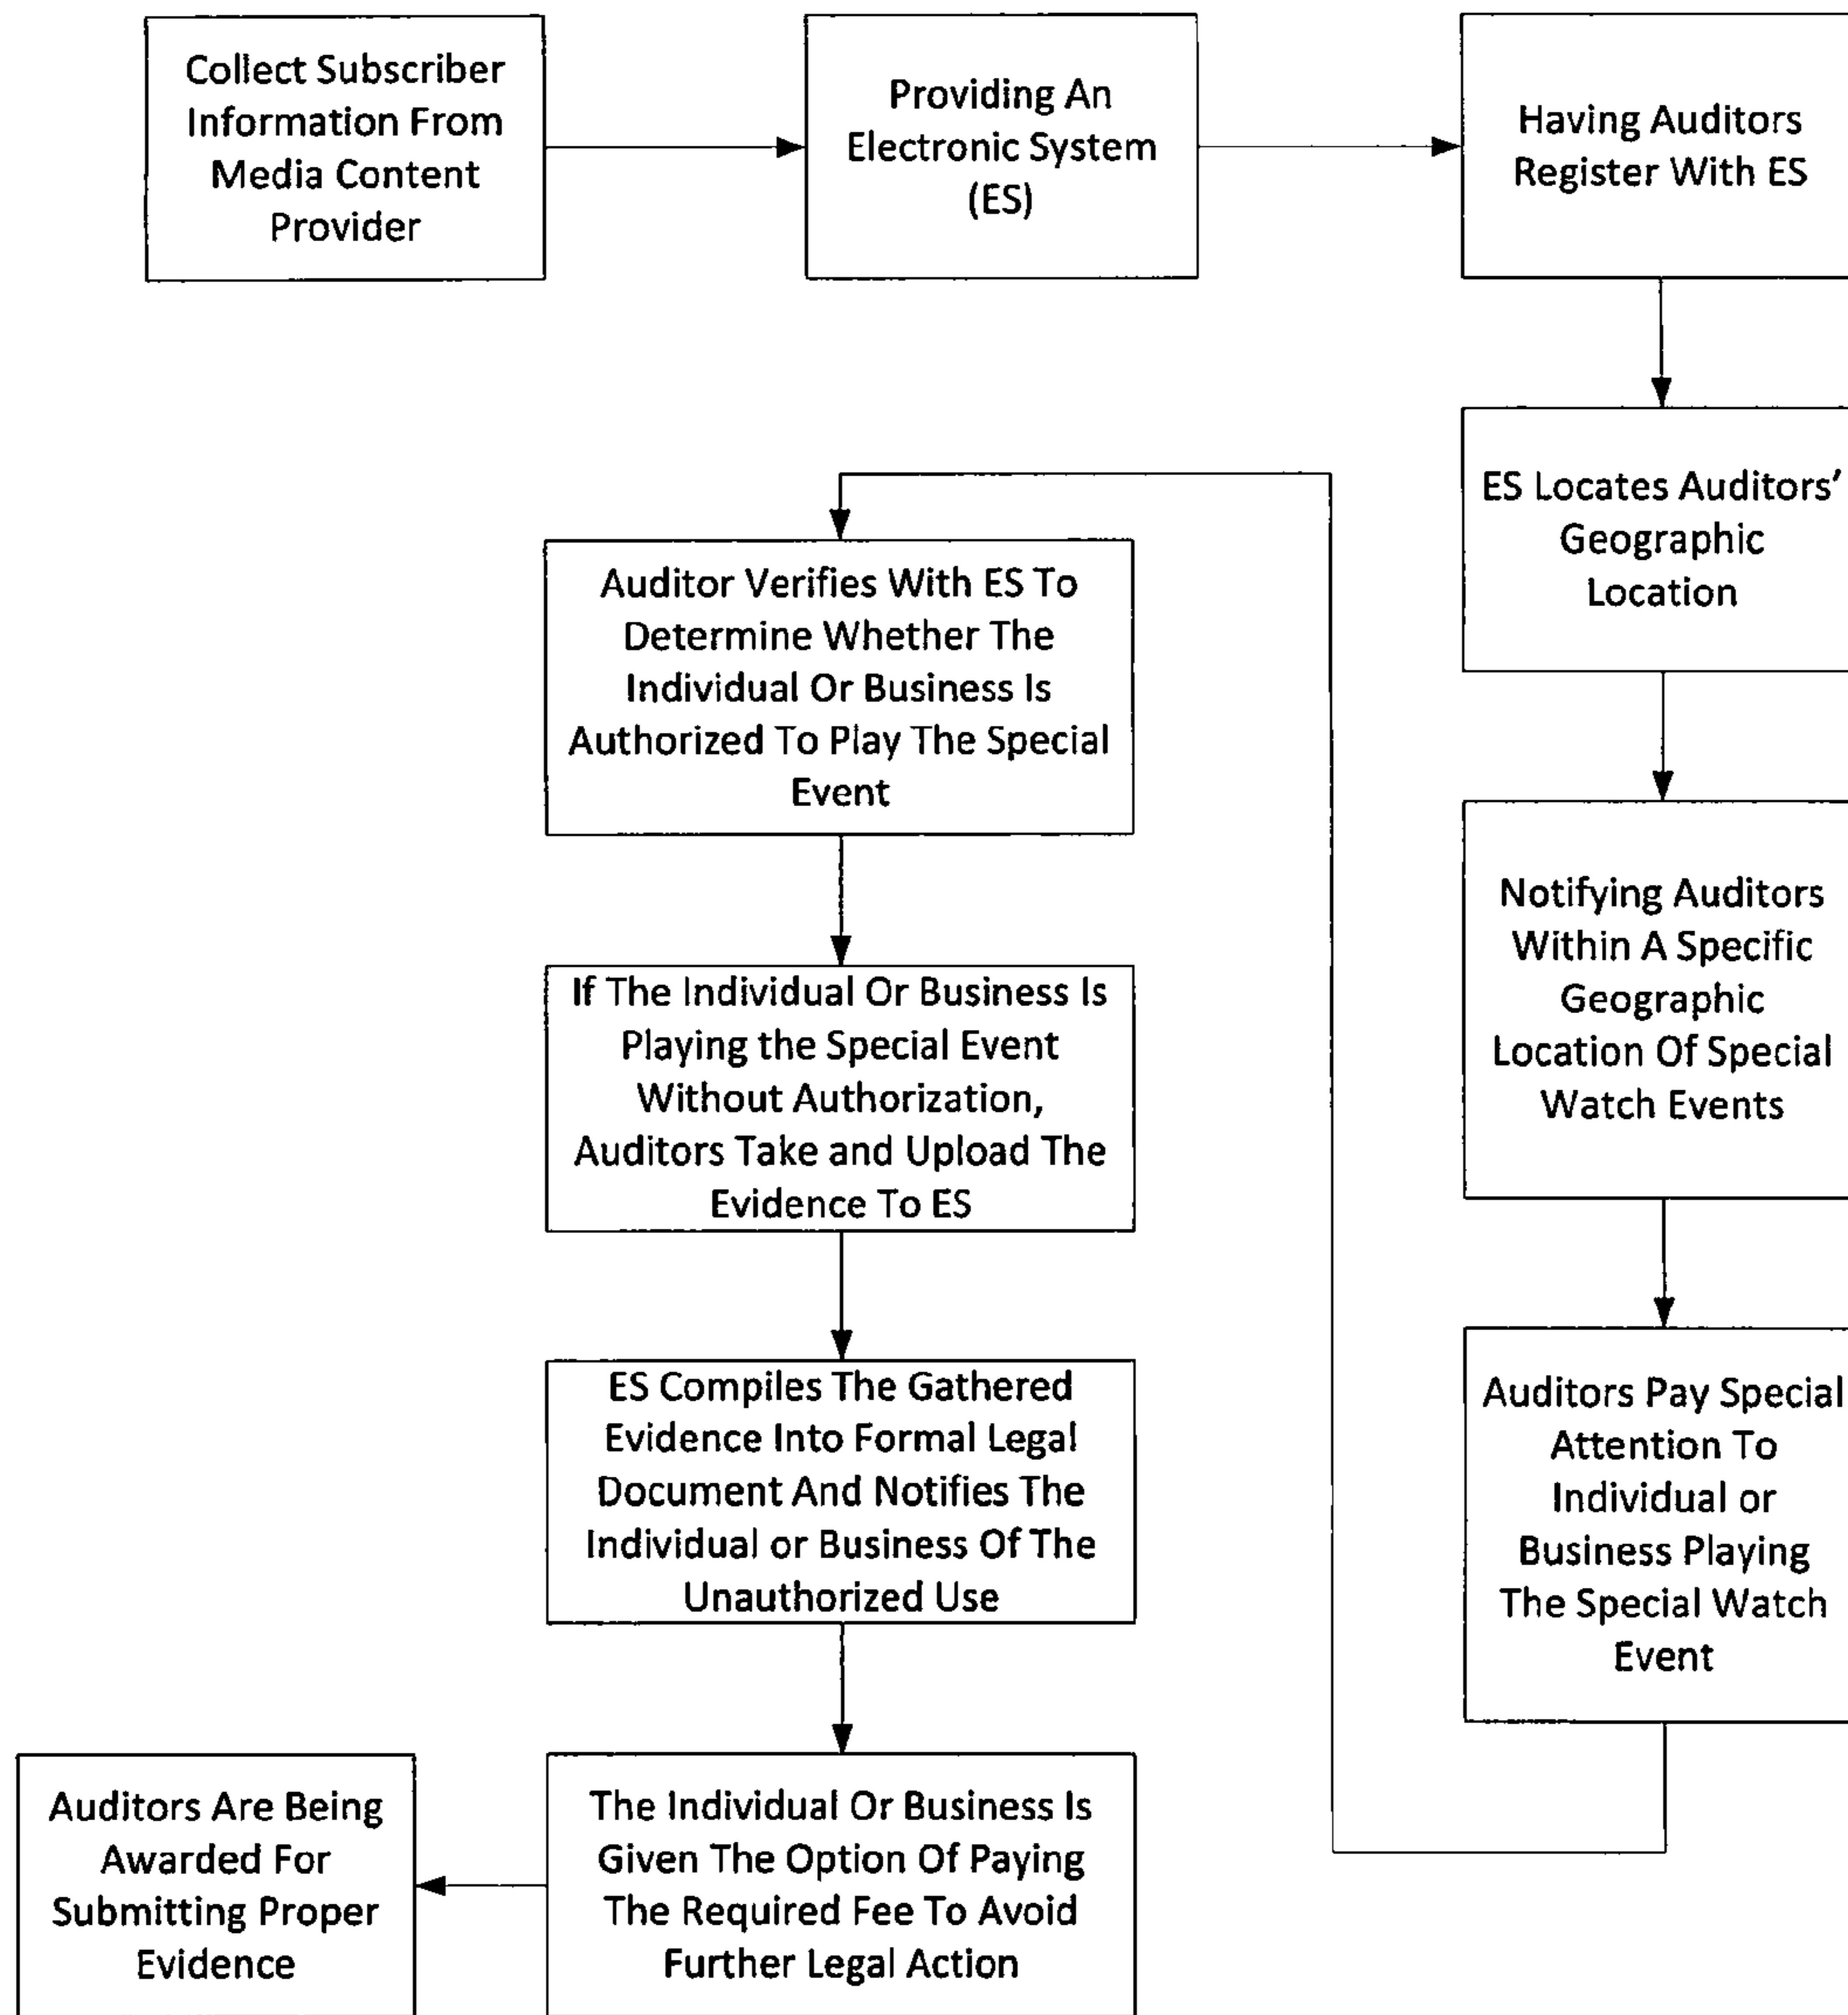 Collect Subscriber
Information From
Media Content
Provider
Providing An
Electronic System
(ES)
Having Auditors
Register With ES
ES Locates Auditors’
Geographic
Location
Notifying Auditors
Within A Specific
Geographic
Location Of Special
Watch Events
Auditors Pay Special
Attention To
Individual or
Business Playing
The Special Watch
Event
Auditor Verifies With ES To
Determine Whether The
Individual Or Business Is
Authorized To Play The Special
Event
If The Individual Or Business Is
Playing the Special Event
Without Authorization,
Auditors Take and Upload The
Evidence To ES
ES Compiles The Gathered
Evidence Into Formal Legal
Document And Notifies The
Individual or Business Of The
Unauthorized Use
The Individual Or Business Is
Given The Option Of Paying
The Required Fee To Avoid
Further Legal Action
Auditors Are Being
Awarded For
Submitting Proper
Evidence